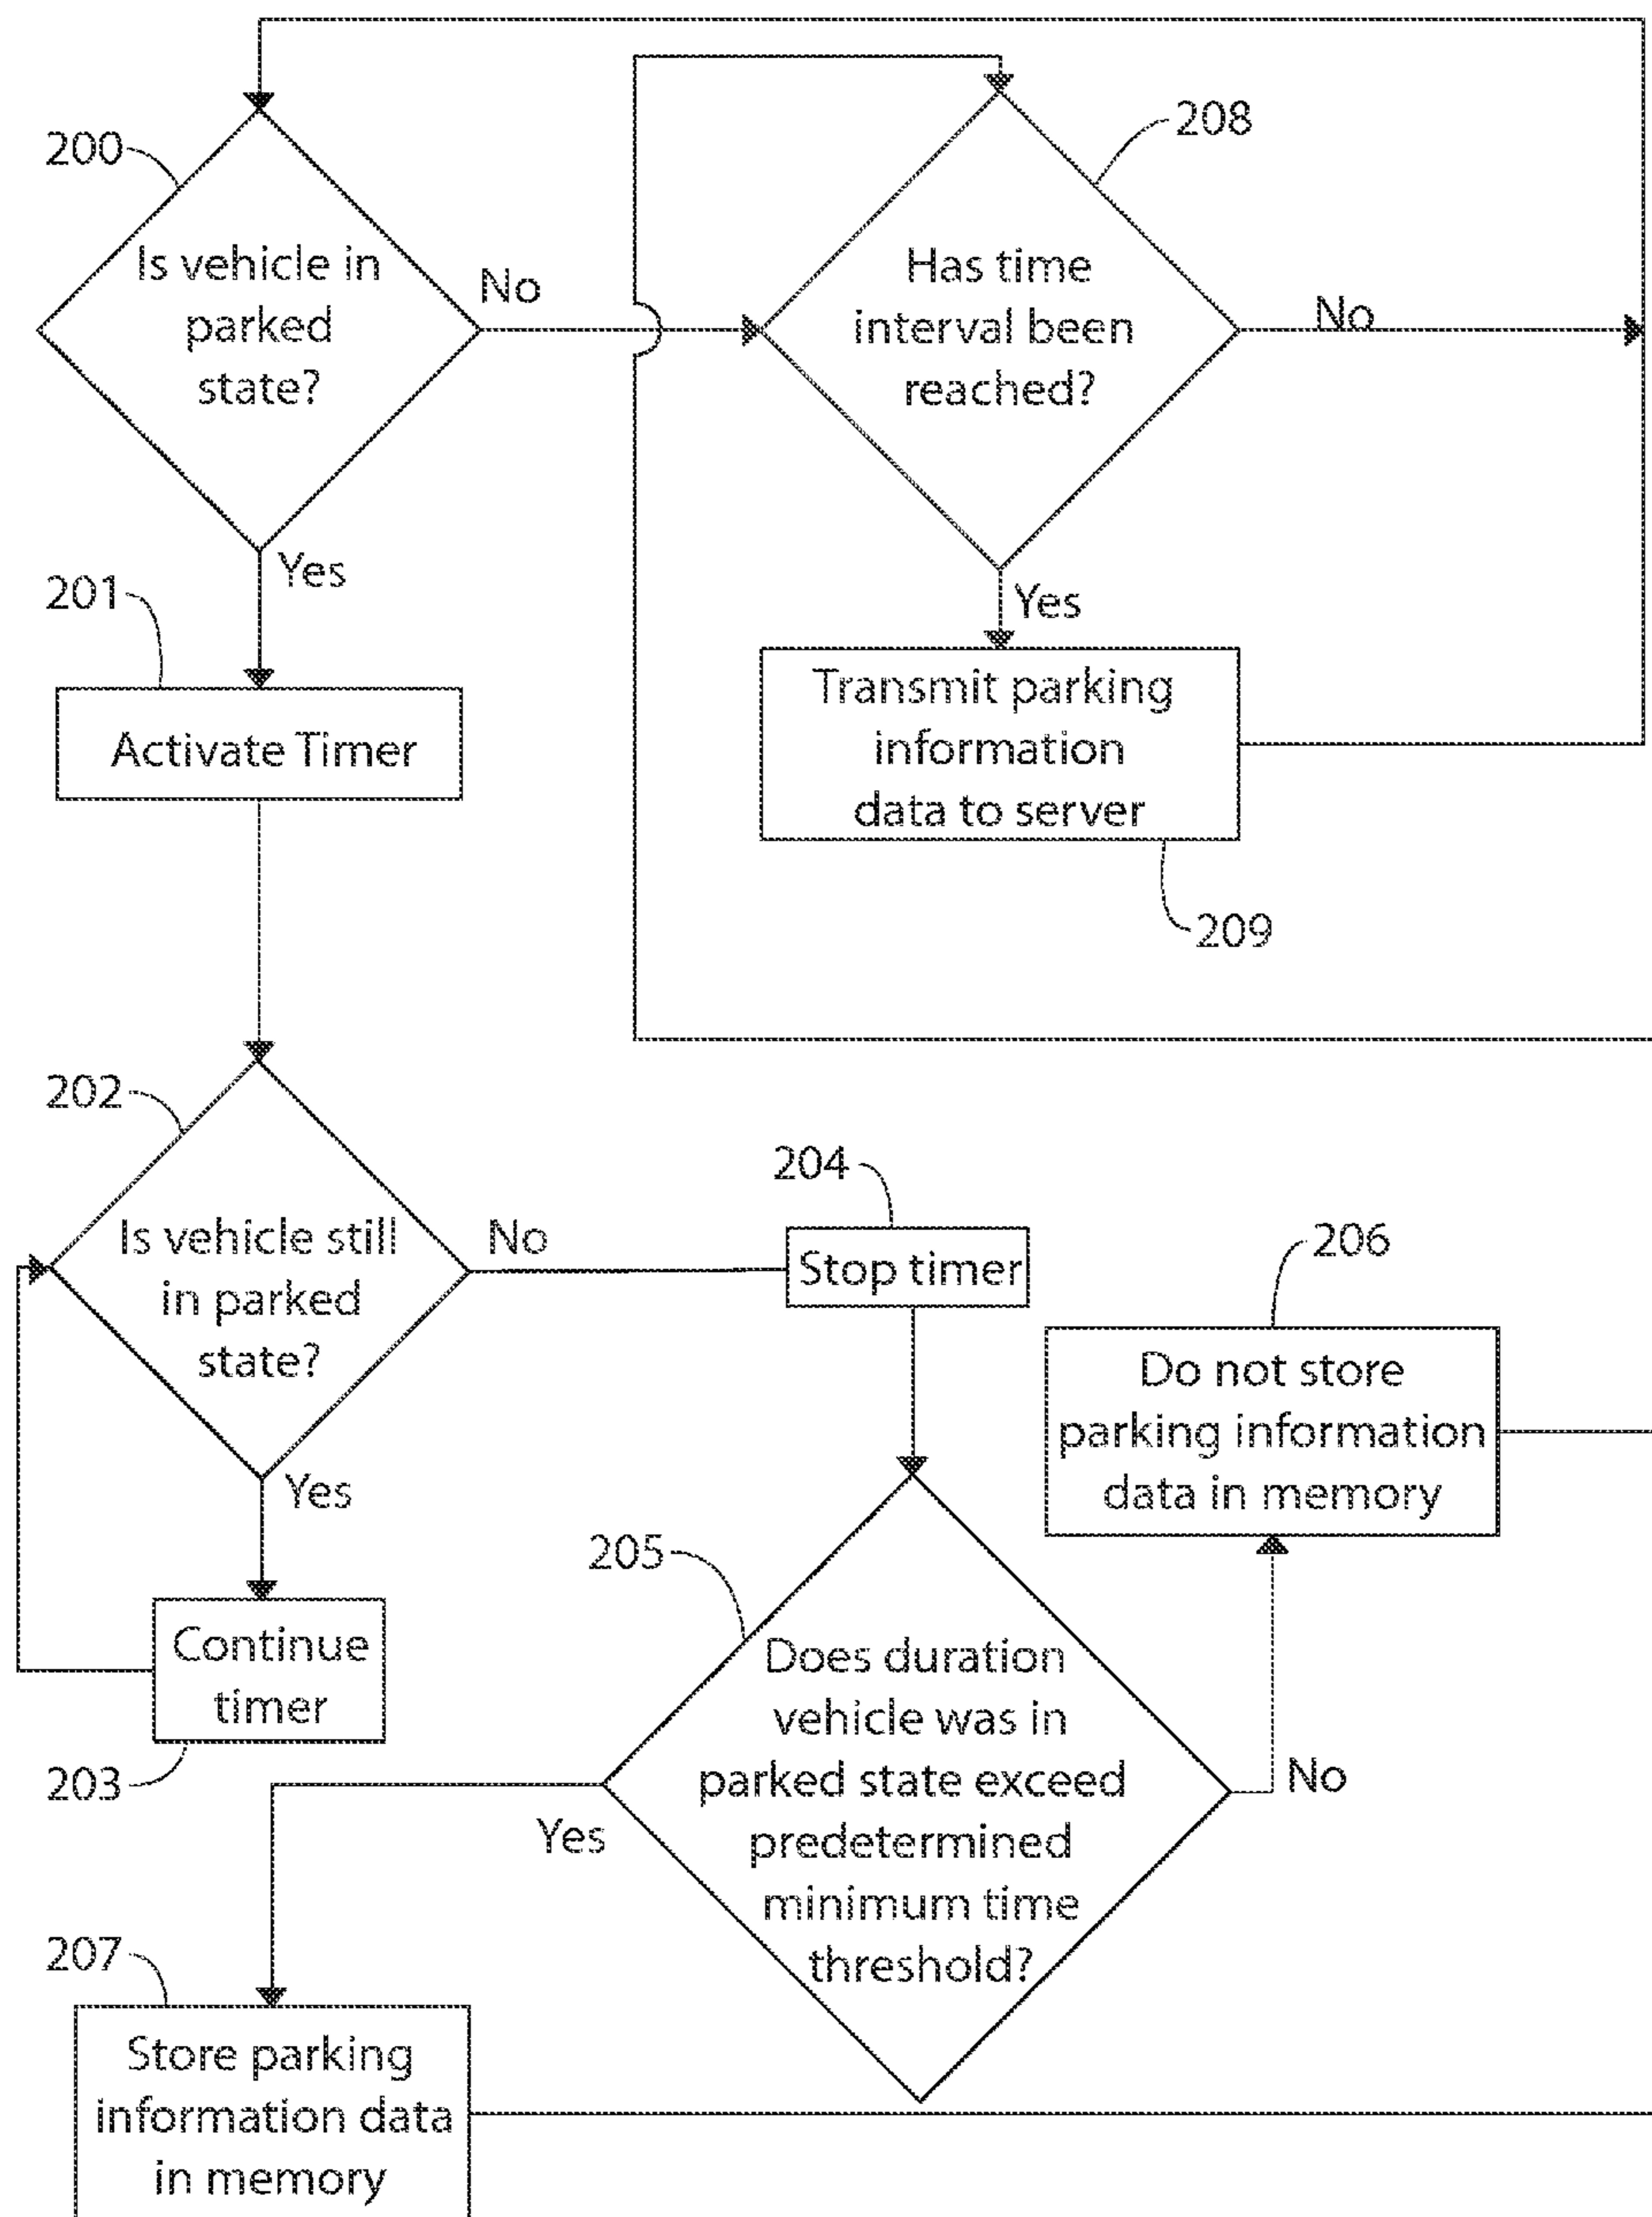 200
Is vehicle in
parked
state?
No
Yes
208
Has time
interval been
reached?
No
Yes
201
Activate Timer
Transmit parking
information
data to server
209
202
Is vehicle still
in parked
state?
No
Yes
204
Stop timer
206
Do not store
parking information
data in memory
Continue
timer
203
205
Does duration
vehicle was in
parked state exceed
predetermined
minimum time
threshold?
No
Yes
207
Store parking
information data
in memory